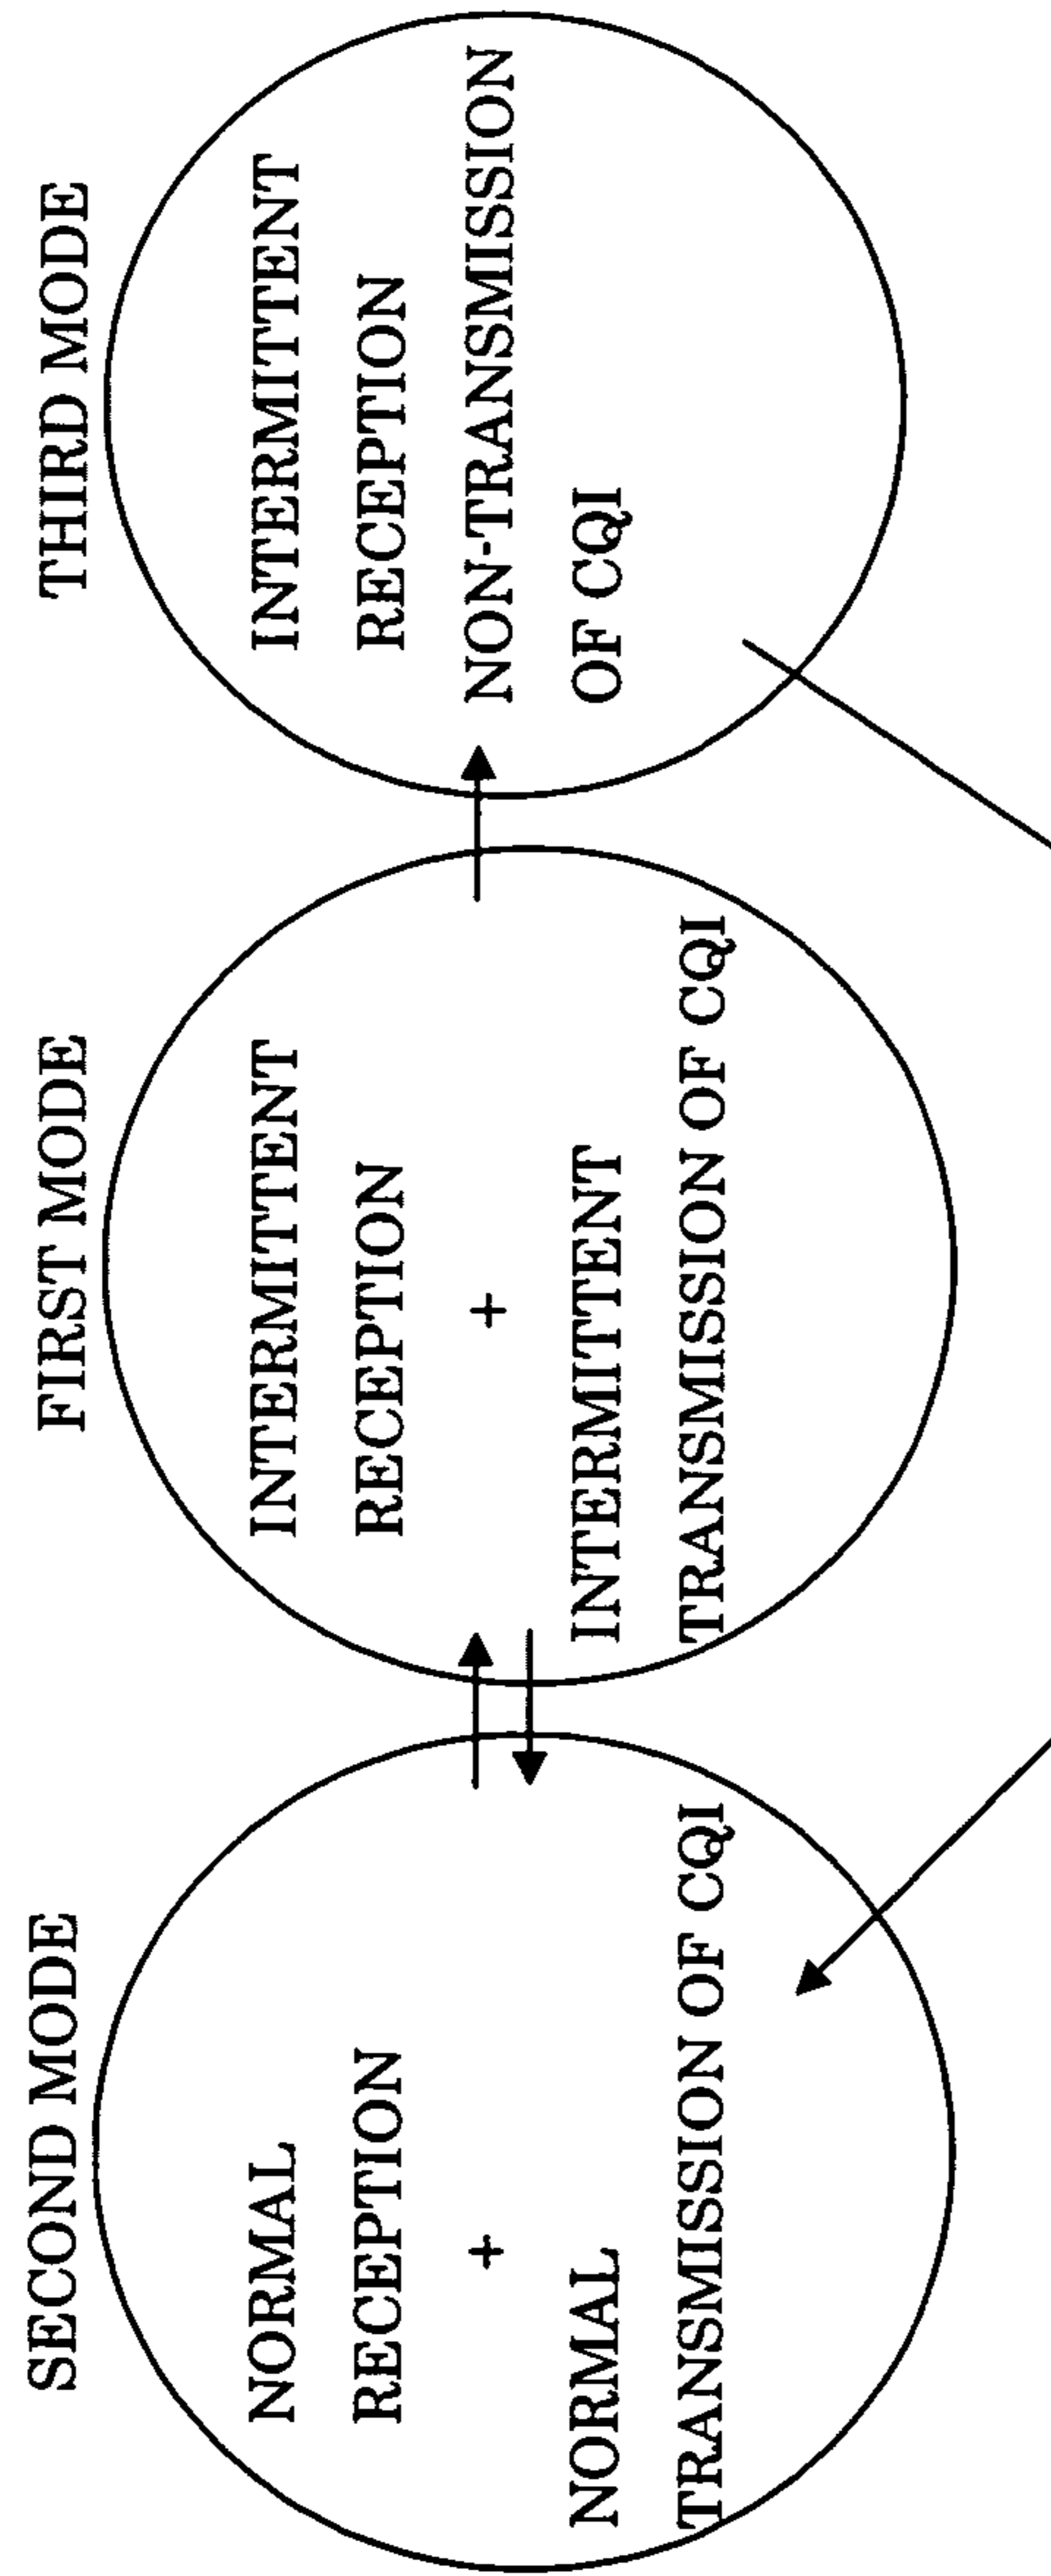 SECOND MODE
NORMAL
RECEPTION
+
NORMAL
TRANSMISSION OF CQI
FIRST MODE
INTERMITTENT
RECEPTION
+
INTERMITTENT
TRANSMISSION OF CQI
THIRD MODE
INTERMITTENT
RECEPTION
NON-TRANSMISSION
OF CQI